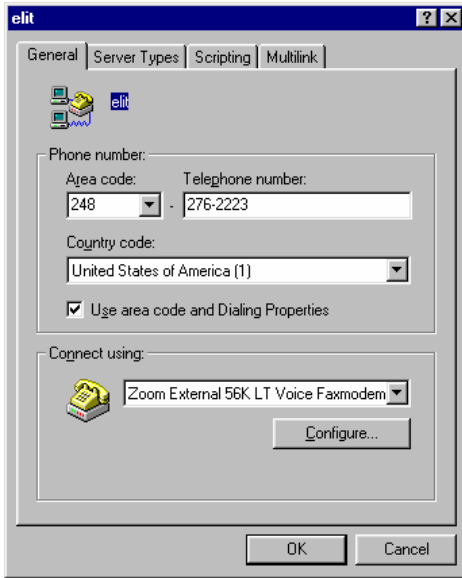 elit
General Server Types Scripting Multilink
elit
Phone number:
Area code: Telephone number:
248 - 276-2223
Country code:
United States of America (1)
Use area code and Dialing Properties
Connect using:
Zoom External 56K LT Voice Faxmodem
Configure...
OK Cancel